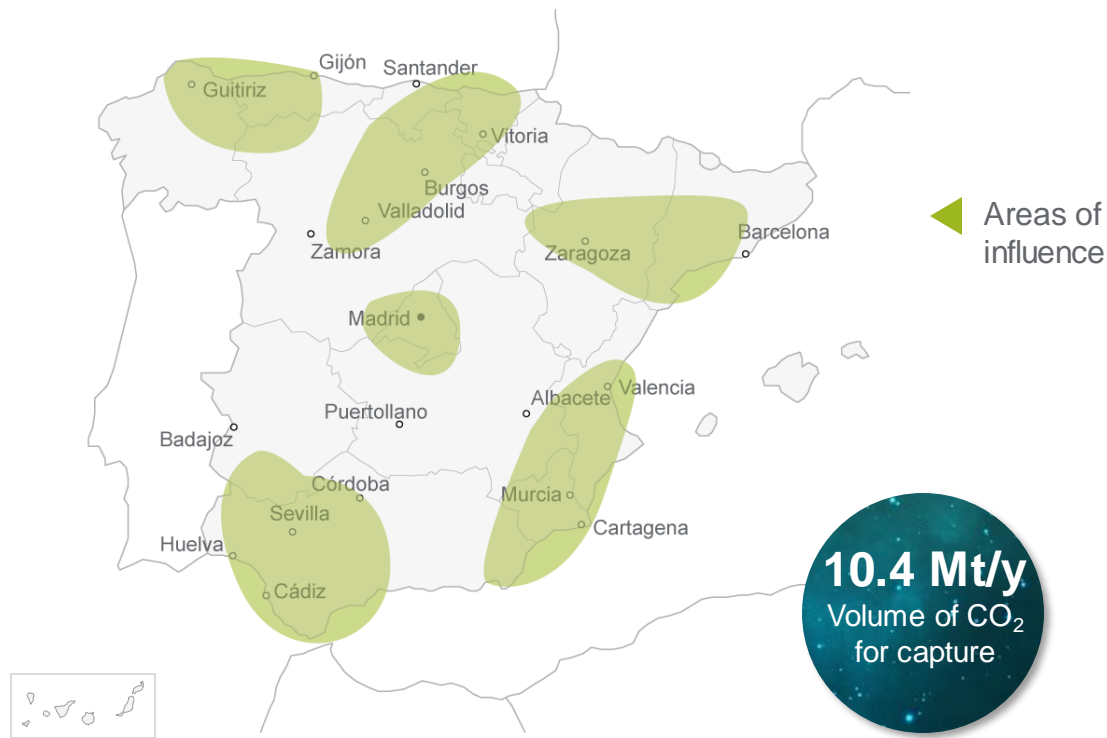 Gijón
Santander
Guitiriz
Vitoria
Burgos
Valladolid
Zamora
Zaragoza
Barcelona
Areas of
influence
Madrid
Valencia
Albacete
Puertollano
Badajoz
Córdoba
Murcia
Sevilla
Cartagena
Huelva
Cádiz
10.4 Mt/y
Volume of CO₂
for capture